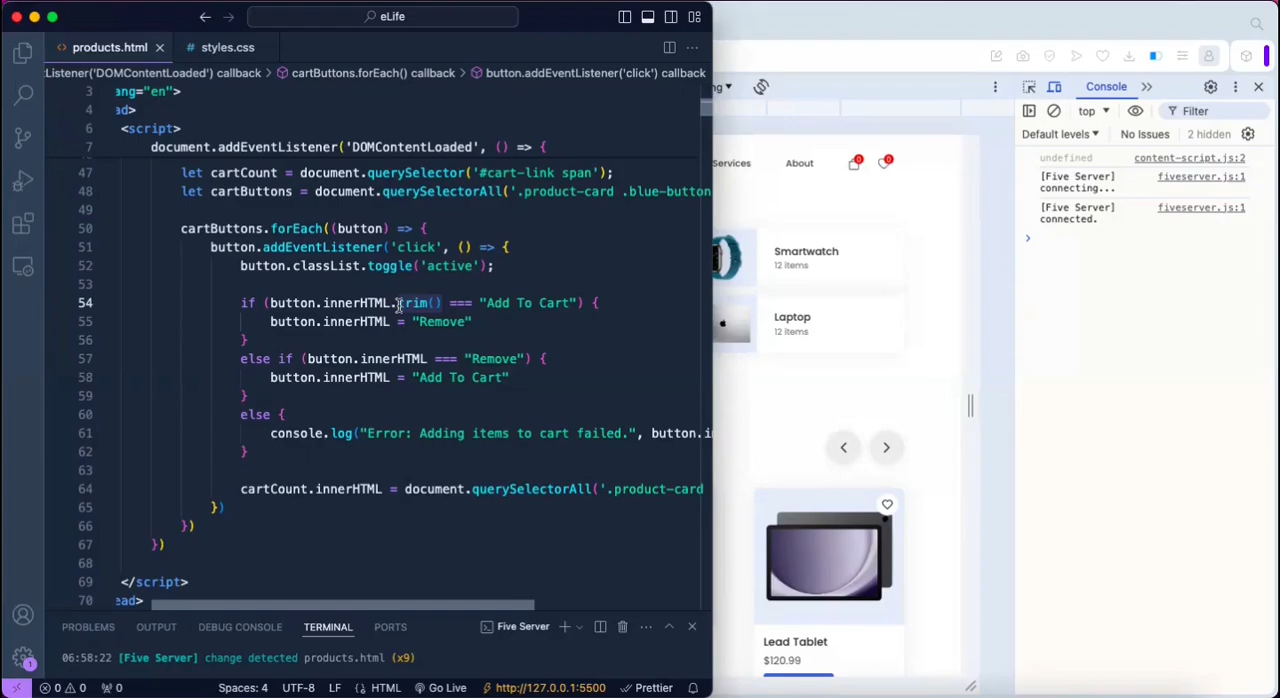 eLife
products.html
# styles.css
Listener('DOMContentLoaded') callback > cartButtons.forEach() callback > button.addEventListener('click') callback
3 ang="en">
4 ad>
6 <script>
7 document.addEventListener('DOMContentLoaded', () => {
47 let cartCount = document.querySelector('#cart-link span');
48 let cartButtons = document.querySelectorAll('.product-card .blue-button
49
50 cartButtons.forEach((button) => {
51 button.addEventListener('click', () => {
52 button.classList.toggle('active');
53
54 if (button.innerHTML.trim() === "Add To Cart") {
55 button.innerHTML = "Remove"
56 }
57 else if (button.innerHTML === "Remove") {
58 button.innerHTML = "Add To Cart"
59 }
60 else {
61 console.log("Error: Adding items to cart failed.", button.i
62 }
63
64 cartCount.innerHTML = document.querySelectorAll('.product-card
65 })
66 })
67 })
68
69 </script>
70 ead>
PROBLEMS OUTPUT DEBUG CONSOLE TERMINAL PORTS
Five Server
06:58:22 [Five Server] change detected products.html (x9)
1
0 0 0 Spaces: 4 UTF-8 LF HTML Go Live http://127.0.0.1:5500 Prettier
Services About 0 0
Smartwatch
12 items
Laptop
12 items
Lead Tablet
$120.99
Console
top
Filter
Default levels No Issues 2 hidden
undefined content-script.js:2
[Five Server] fiveserver.js:1
connecting...
[Five Server] fiveserver.js:1
connected.